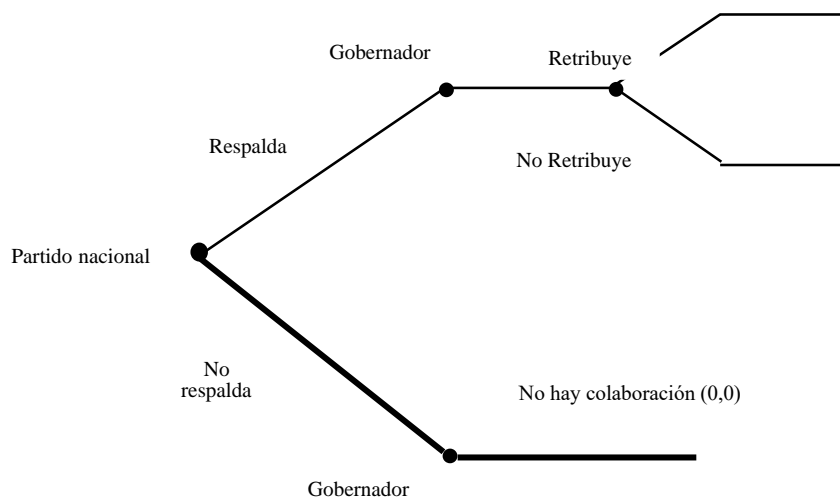 Gobernador
Retribuye
Respalda
No Retribuye
Partido nacional
No
respalda
No hay colaboración (0,0)
Gobernador